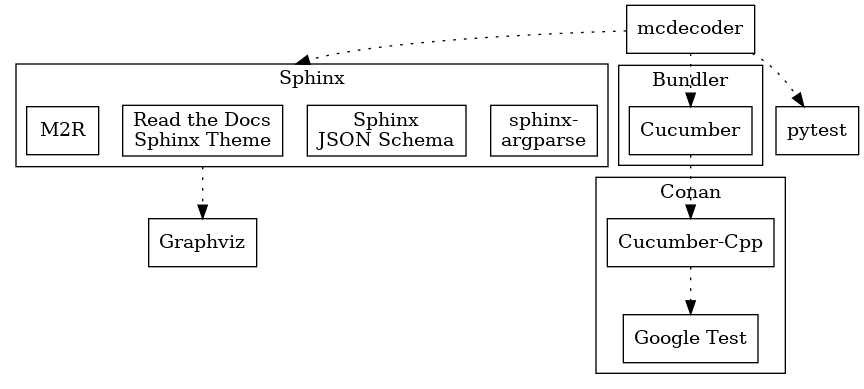 mcdecoder
Sphinx
Bundler
M2R
Read the Docs
Sphinx Theme
Sphinx
JSON Schema
sphinx-
argparse
Cucumber
pytest
Conan
Graphviz
Cucumber-Cpp
Google Test